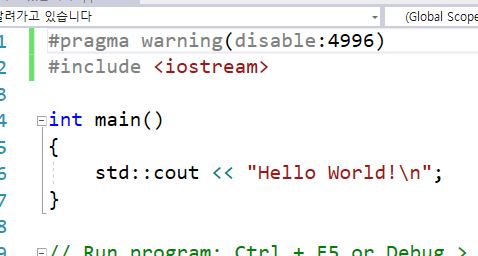 알려가고 있습니다 (Global Scope
1 #pragma warning(disable:4996)
2 #include <iostream>
3
4 int main()
5 {
6 std::cout << "Hello World!\n";
7 }
8
9 // Run program: Ctrl + F5 or Debug >